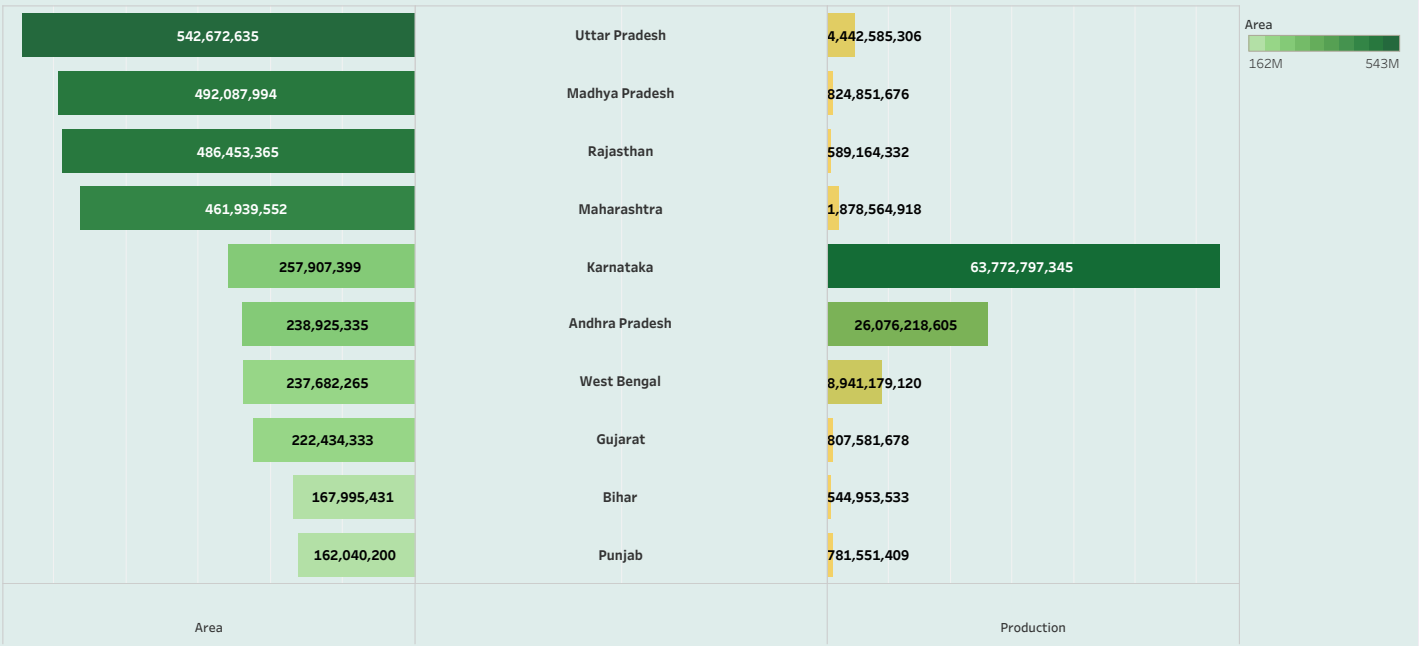 542,672,635 Uttar Pradesh 4,442,585,306
492,087,994 Madhya Pradesh 824,851,676
486,453,365 Rajasthan 589,164,332
461,939,552 Maharashtra 1,878,564,918
257,907,399 Karnataka 63,772,797,345
238,925,335 Andhra Pradesh 26,076,218,605
237,682,265 West Bengal 8,941,179,120
222,434,333 Gujarat 807,581,678
167,995,431 Bihar 544,953,533
162,040,200 Punjab 781,551,409
Area Production
Area
162M 543M